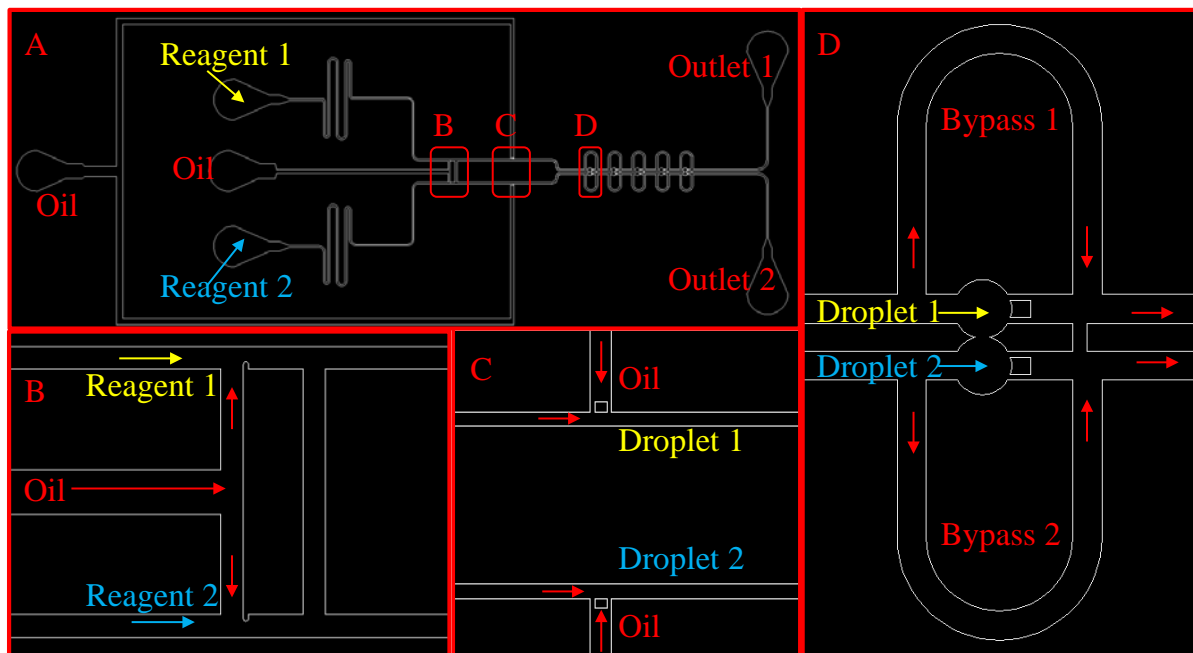 A
Reagent 1
Outlet 1
B
C
D
Oil
Oil
Reagent 2
Outlet 2
B
Reagent 1
Oil
Reagent 2
C
Oil
Droplet 1
Droplet 2
Oil
D
Bypass 1
Droplet 1
Droplet 2
Bypass 2